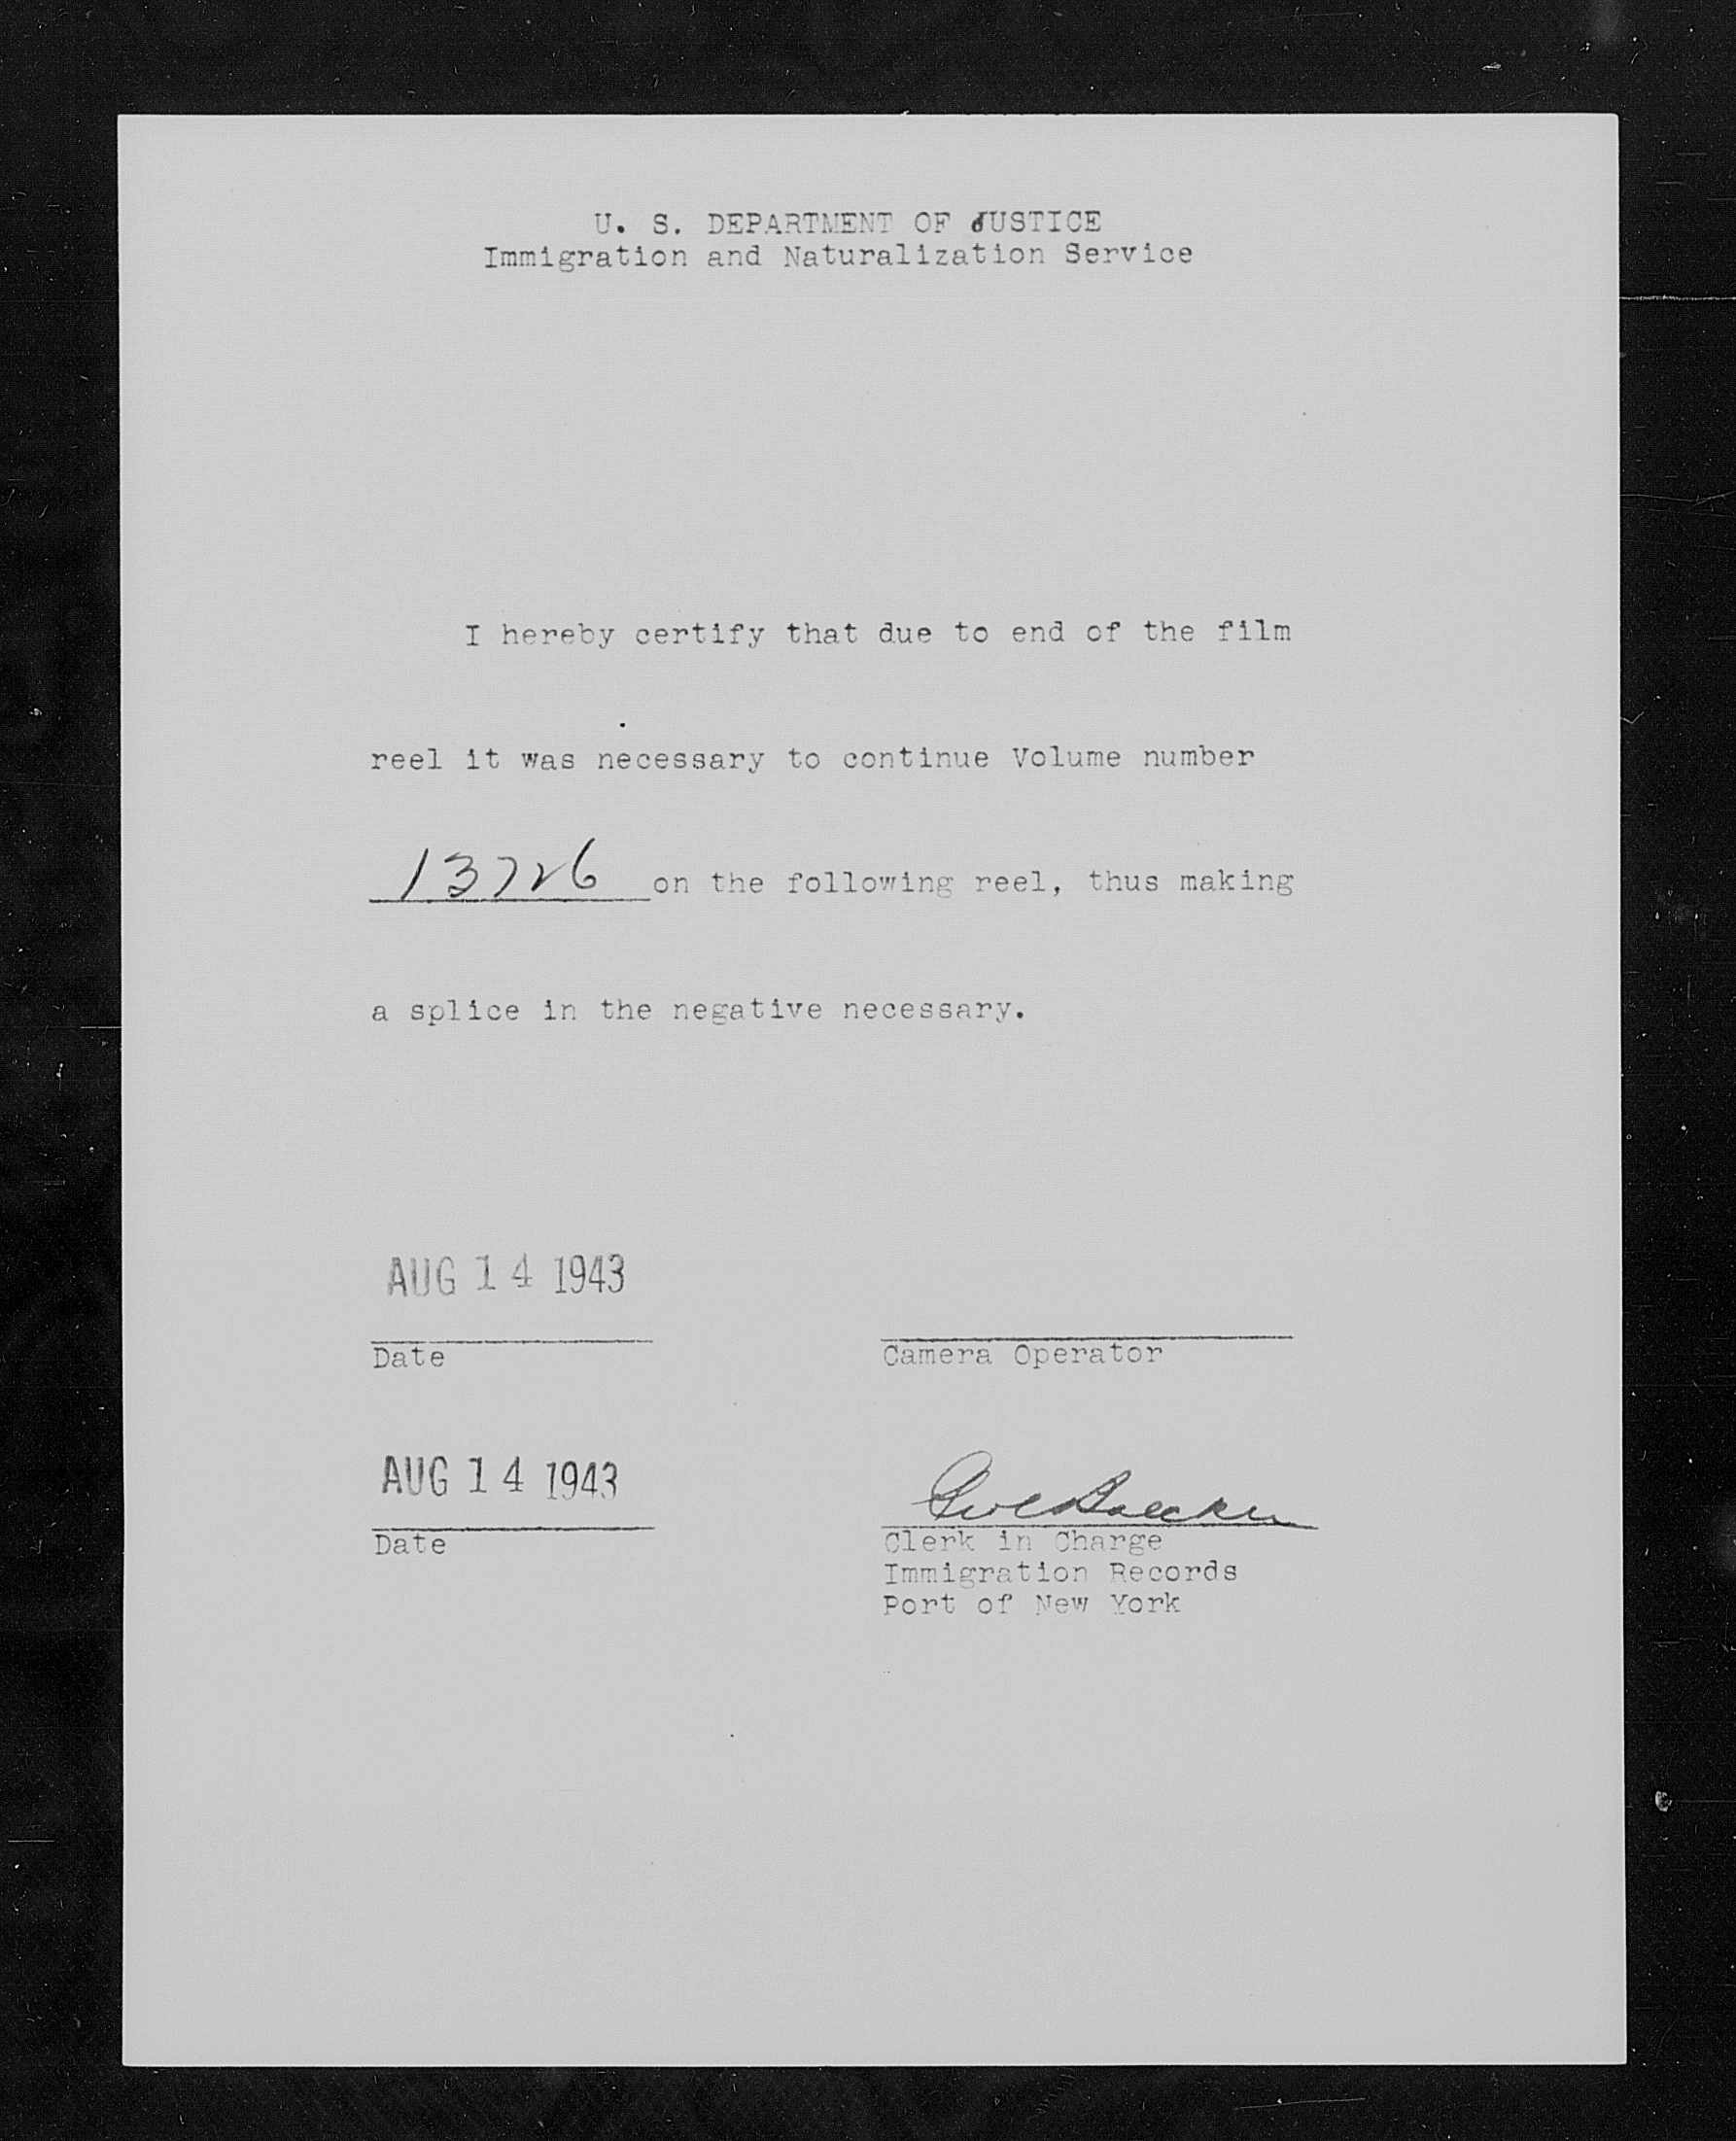 U. S. DEPARTMENT OF JUSTICE
Immigration and Naturalization Service
I hereby certify that due to end of the film
reel it was necessary to continue Volume number
13726 on the following reel, thus making
a splice in the negative necessary.
AUG 14 1943
Date
Camera Operator
AUG 14 1943
Date
Clerk in Charge
Immigration Records
Port of New York